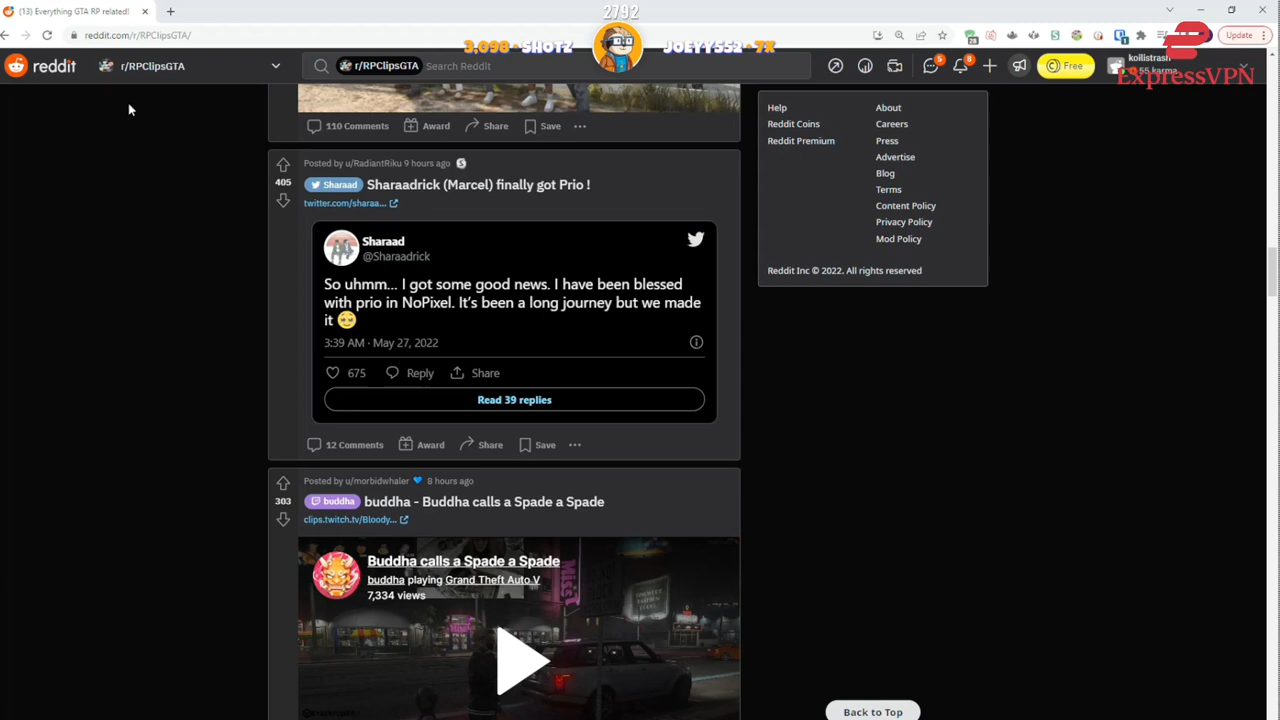 (13) Everything GTA RP related!
2792
reddit.com/r/RPClipsGTA/
Update
3,098 - SHOTZ
JOEYY552 - 7X
reddit
r/RPClipsGTA
r/RPClipsGTA
Search Reddit
5
8
Free
koilistrash
55 karma
ExpressVPN
110 Comments
Award
Share
Save
Help
About
Reddit Coins
Careers
Reddit Premium
Press
Advertise
Blog
Terms
Content Policy
Privacy Policy
Mod Policy
Reddit Inc © 2022. All rights reserved
Posted by u/RadiantRiku 9 hours ago
405
Sharaad
Sharaadrick (Marcel) finally got Prio !
twitter.com/sharaa...
Sharaad
@Sharaadrick
So uhmm... I got some good news. I have been blessed
with prio in NoPixel. It's been a long journey but we made
it 🥺
3:39 AM · May 27, 2022
675
Reply
Share
Read 39 replies
12 Comments
Award
Share
Save
Posted by u/morbidwhaler 💙 8 hours ago
303
buddha
buddha - Buddha calls a Spade a Spade
clips.twitch.tv/Bloody...
Buddha calls a Spade a Spade
buddha playing Grand Theft Auto V
7,334 views
Back to Top